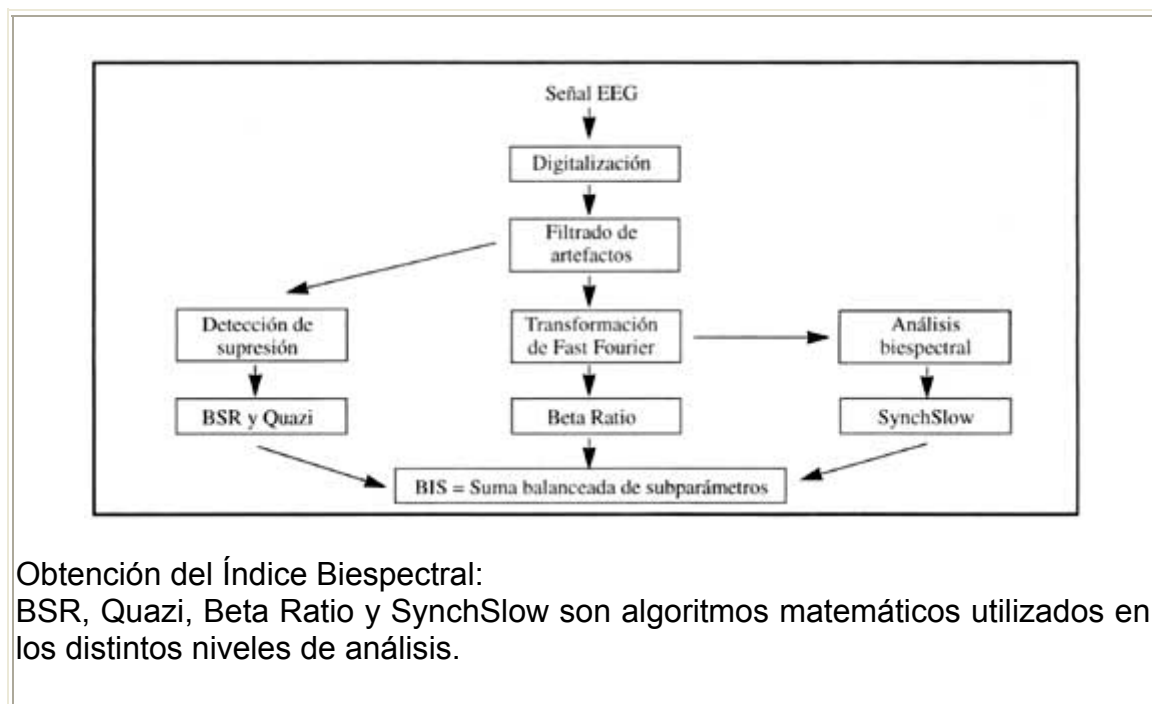 Señal EEG
Digitalización
Filtrado de
artefactos
Detección de
supresión
Transformación
de Fast Fourier
Análisis
biespectral
BSR y Quazi
Beta Ratio
SynchSlow
BIS = Suma balanceada de subparámetros
Obtención del Índice Biespectral:
BSR, Quazi, Beta Ratio y SynchSlow son algoritmos matemáticos utilizados en
los distintos niveles de análisis.